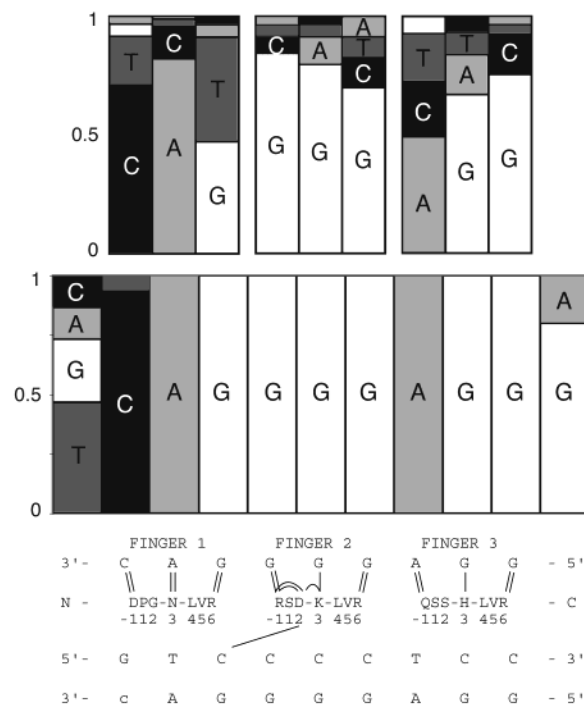 1
A
T C C A T T C
T C T A
0.5
C A G G G C G G
G A
0
1
C A
A
G
0.5 C A G G G G A G G G
T
0
FINGER 1 FINGER 2 FINGER 3
3'- C A G G G G A G G - 5'
N - DPG-N-LVR RSD-K-LVR QSS-H-LVR - C
-112 3 456 -112 3 456 -112 3 456
5'- G T C C C C T C C - 3'
3'- c A G G G G A G G - 5'